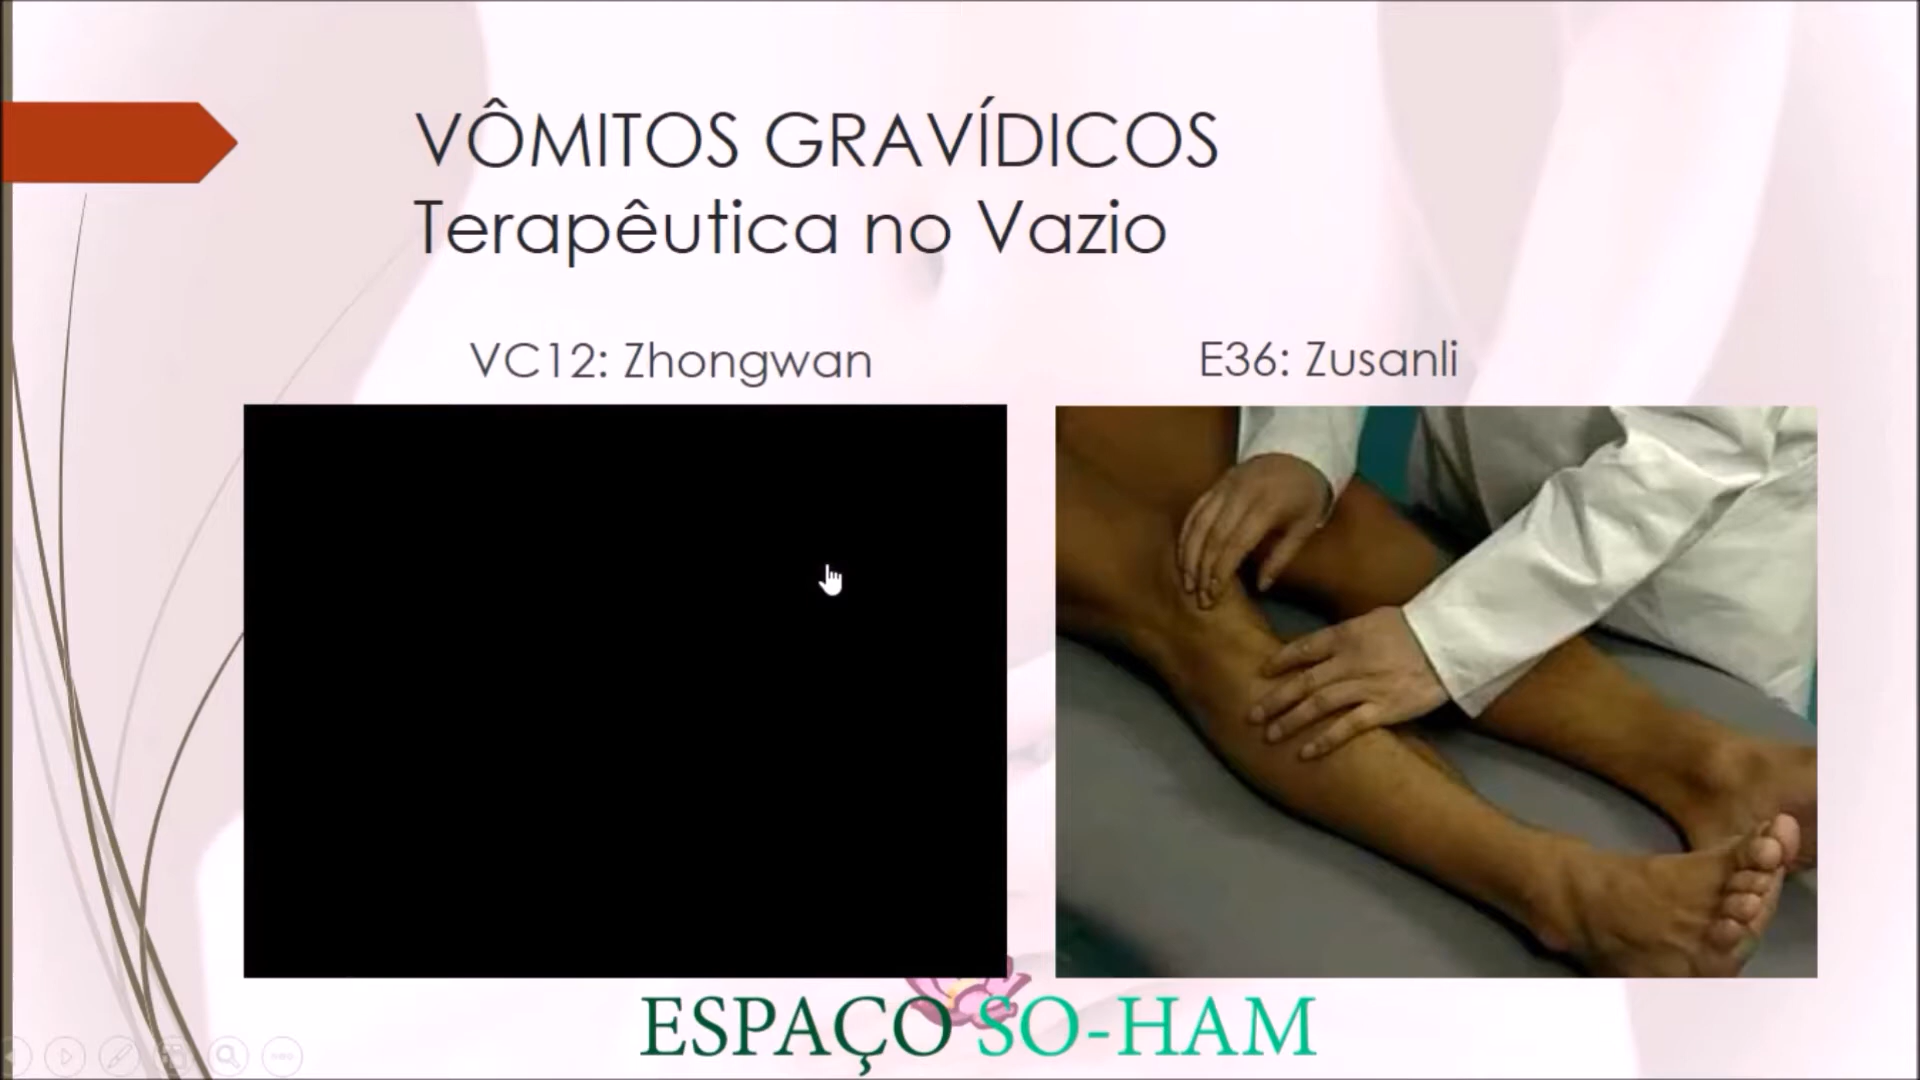 VÔMITOS GRAVÍDICOS
Terapêutica no Vazio
VC12: Zhongwan
E36: Zusanli
ESPAÇO SO-HAM